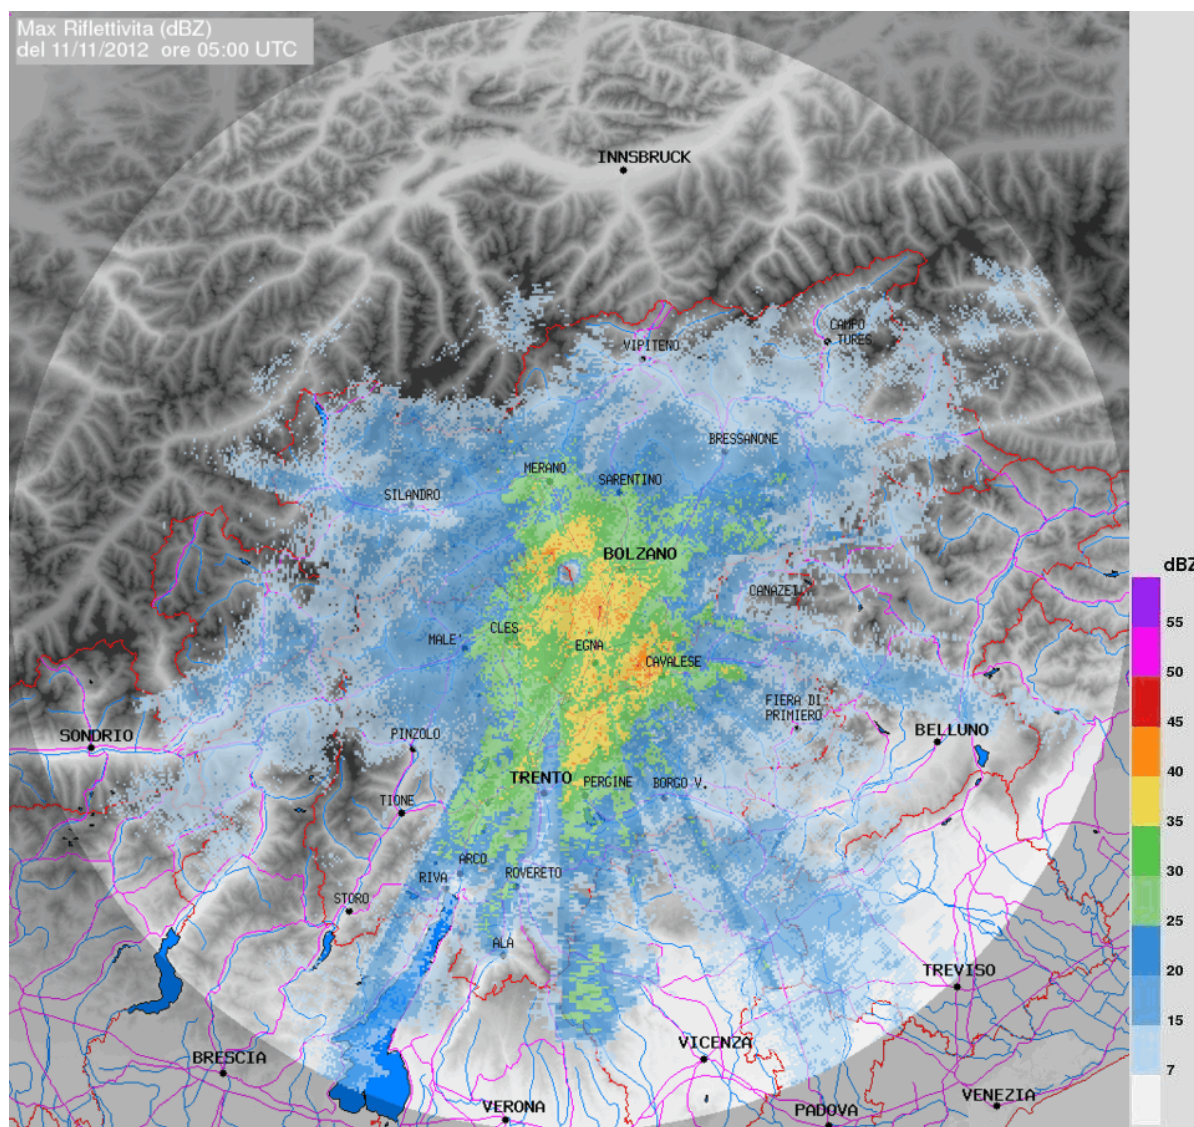 Max Riflettivita (dBZ)
del 11/11/2012 ore 05:00 UTC
INNSBRUCK
CAMPO
TURES
VIPITENO
BRESSANONE
MERANO
SARENTINO
SILANDRO
BOLZANO
dBZ
CANAZEI
55
CLES
MALE'
EGNA
CAVALESE
50
FIERA DI
PRIMIERO
45
SONDRIO
PINZOLO
BELLUNO
40
TRENTO
PERGINE
BORGO V.
TIONE
35
ARCO
RIVA
ROVERETO
30
STORO
25
ALA
20
TREVISO
15
VICENZA
BRESCIA
7
VENEZIA
VERONA
PADOVA